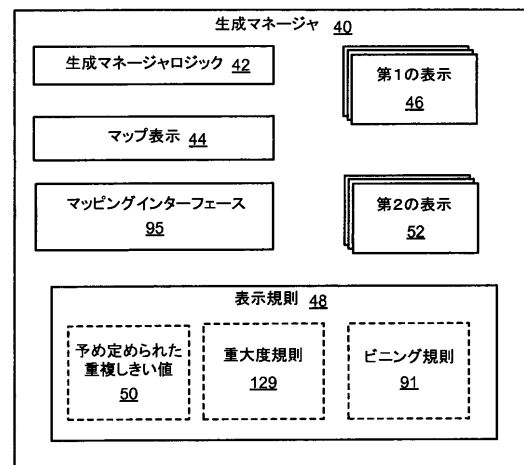 生成マネージャ 40
生成マネージャロジック 42
第1の表示
46
マップ表示 44
マッピングインターフェース
95
第2の表示
52
表示規則 48
予め定められた
重複しきい値
50
重大度規則
129
ビニング規則
91